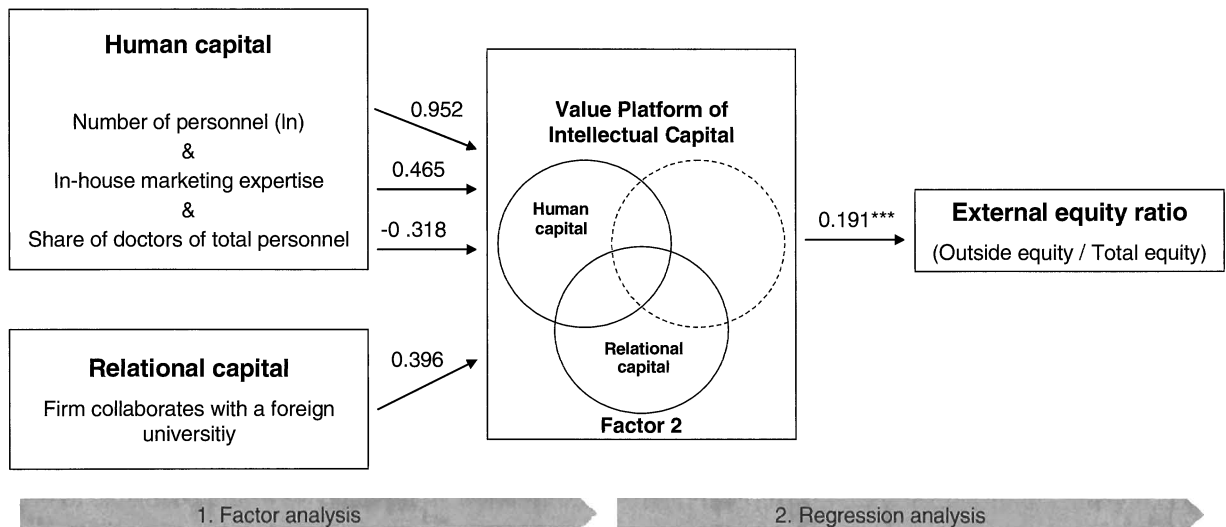 Human capital
Number of personnel (ln)
&
In-house marketing expertise
&
Share of doctors of total personnel
0.952
0.465
-0 .318
Relational capital
Firm collaborates with a foreign
universitiy
0.396
Value Platform of
Intellectual Capital
Human
capital
Relational
capital
Factor 2
0.191***
External equity ratio
(Outside equity / Total equity)
1. Factor analysis
2. Regression analysis